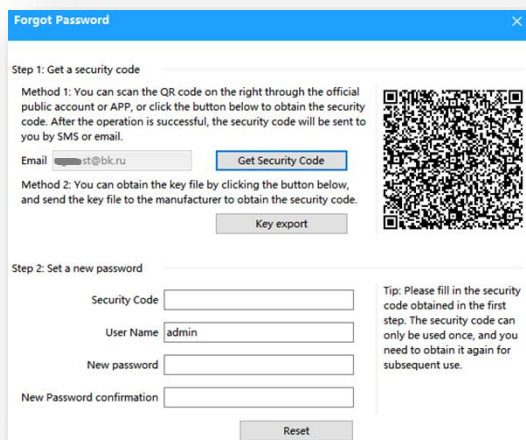 Forgot Password
Step 1: Get a security code
Method 1: You can scan the QR code on the right through the official
public account or APP, or click the button below to obtain the security
code. After the operation is successful, the security code will be sent to
you by SMS or email.
Email st@bk.ru Get Security Code
Method 2: You can obtain the key file by clicking the button below,
and send the key file to the manufacturer to obtain the security code.
Key export
Step 2: Set a new password
Security Code
User Name admin
New password
New Password confirmation
Reset
Tip: Please fill in the security
code obtained in the first
step. The security code can
only be used once, and you
need to obtain it again for
subsequent use.